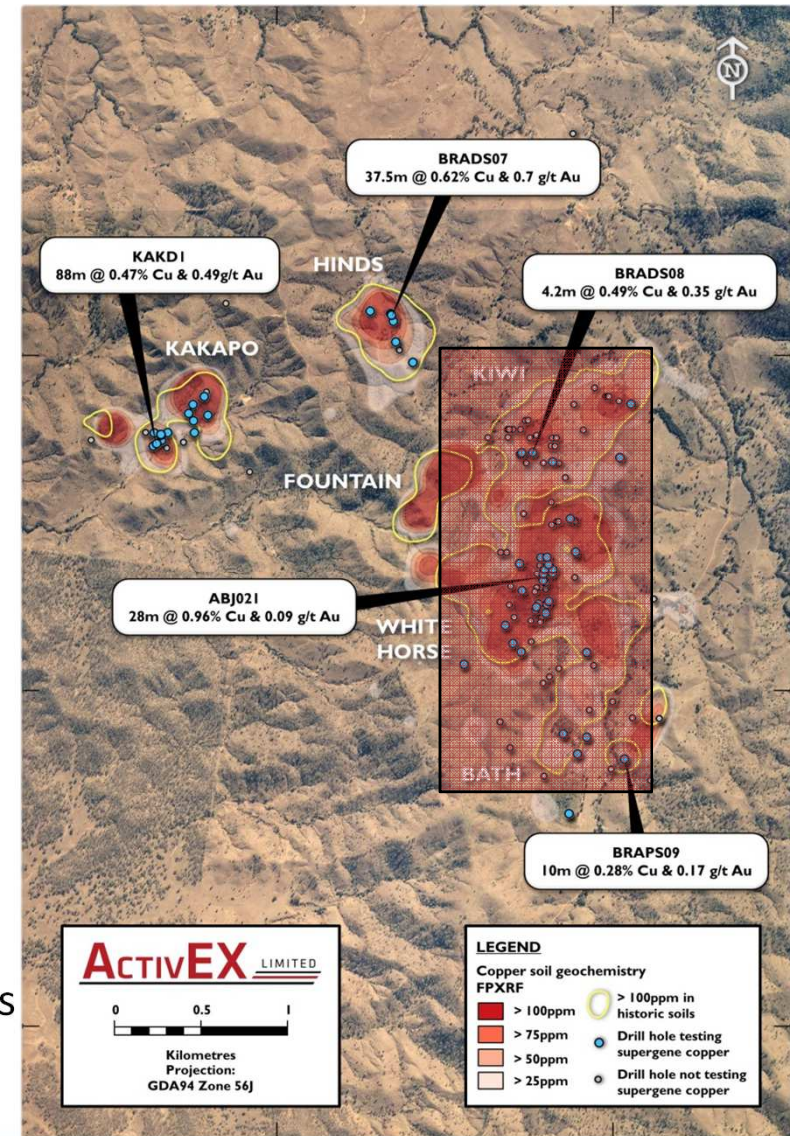 N
BRADS07
37.5m @ 0.62% Cu & 0.7 g/t Au
KAKD1
88m @ 0.47% Cu & 0.49g/t Au
HINDS
BRADS08
4.2m @ 0.49% Cu & 0.35 g/t Au
KAKAPO
KIWI
FOUNTAIN
ABJ021
28m @ 0.96% Cu & 0.09 g/t Au
WHITE
HORSE
BATH
BRAPS09
10m @ 0.28% Cu & 0.17 g/t Au
s
ACTIVEX LIMITED
0 0.5 1
Kilometres
Projection:
GDA94 Zone 56J
LEGEND
Copper soil geochemistry
FPXRF
> 100ppm
> 75ppm
> 50ppm
> 25ppm
> 100ppm in
historic soils
Drill hole testing
supergene copper
Drill hole not testing
supergene copper